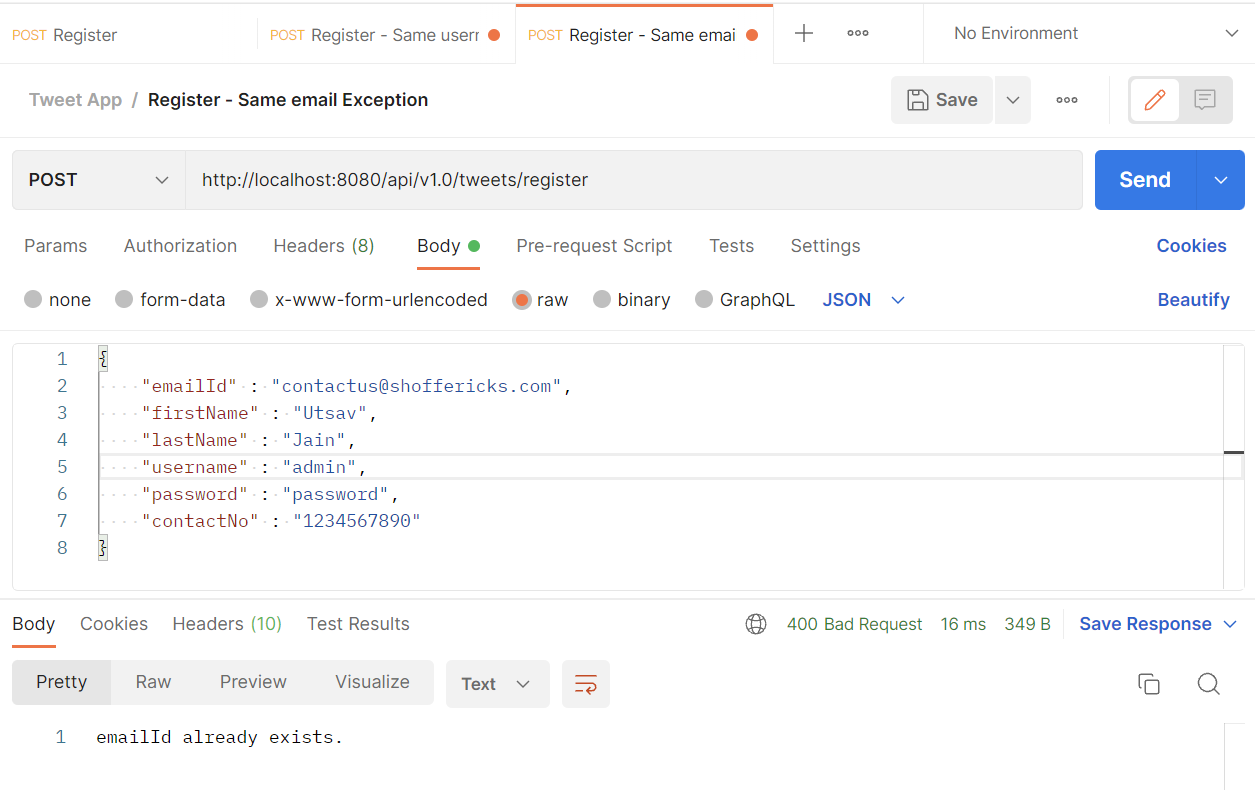 POST Register POST Register - Same userr POST Register - Same emai No Environment
Tweet App / Register - Same email Exception Save
POST http://localhost:8080/api/v1.0/tweets/register Send
Params Authorization Headers (8) Body Pre-request Script Tests Settings Cookies
none form-data x-www-form-urlencoded raw binary GraphQL JSON Beautify
1 {
2 "emailId" : "contactus@shoffericks.com",
3 "firstName" : "Utsav",
4 "lastName" : "Jain",
5 "username" : "admin",
6 "password" : "password",
7 "contactNo" : "1234567890"
8 }
Body Cookies Headers (10) Test Results 400 Bad Request 16 ms 349 B Save Response
Pretty Raw Preview Visualize Text
1 emailId already exists.